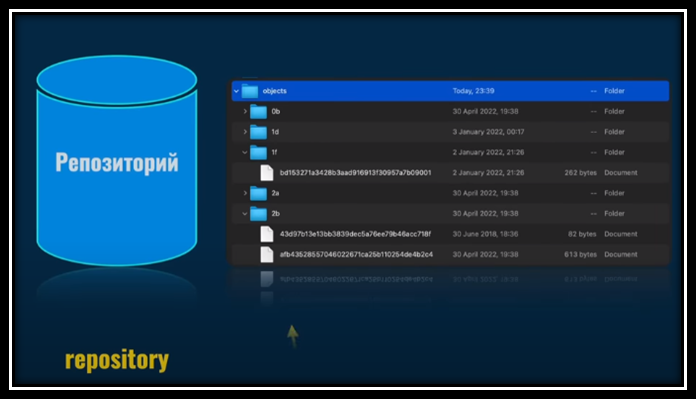 Репозиторий
repository
objects Today, 23:39 -- Folder
0b 30 April 2022, 19:38 -- Folder
1d 3 January 2022, 00:17 -- Folder
1f 2 January 2022, 21:26 -- Folder
bd153271a3428b3aad916913f30957a7b09001 2 January 2022, 21:26 262 bytes Document
2a 30 April 2022, 19:38 -- Folder
2b 30 April 2022, 19:38 -- Folder
43d97b13e13bb3839dec5a76ee79b46acc718f 30 June 2018, 18:36 82 bytes Document
afb43528557046022671ca25b110254de4b2c4 30 April 2022, 19:38 613 bytes Document